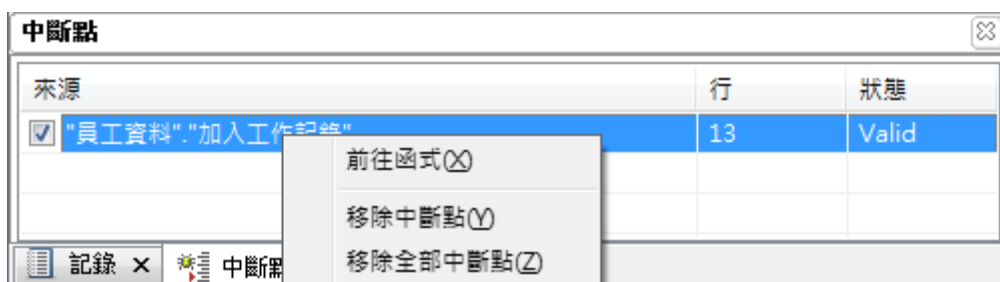 中斷點
來源 行 狀態
"員工資料"."加入工作記錄" 13 Valid
前往函式(X)
移除中斷點(Y)
移除全部中斷點(Z)
記錄 中斷點